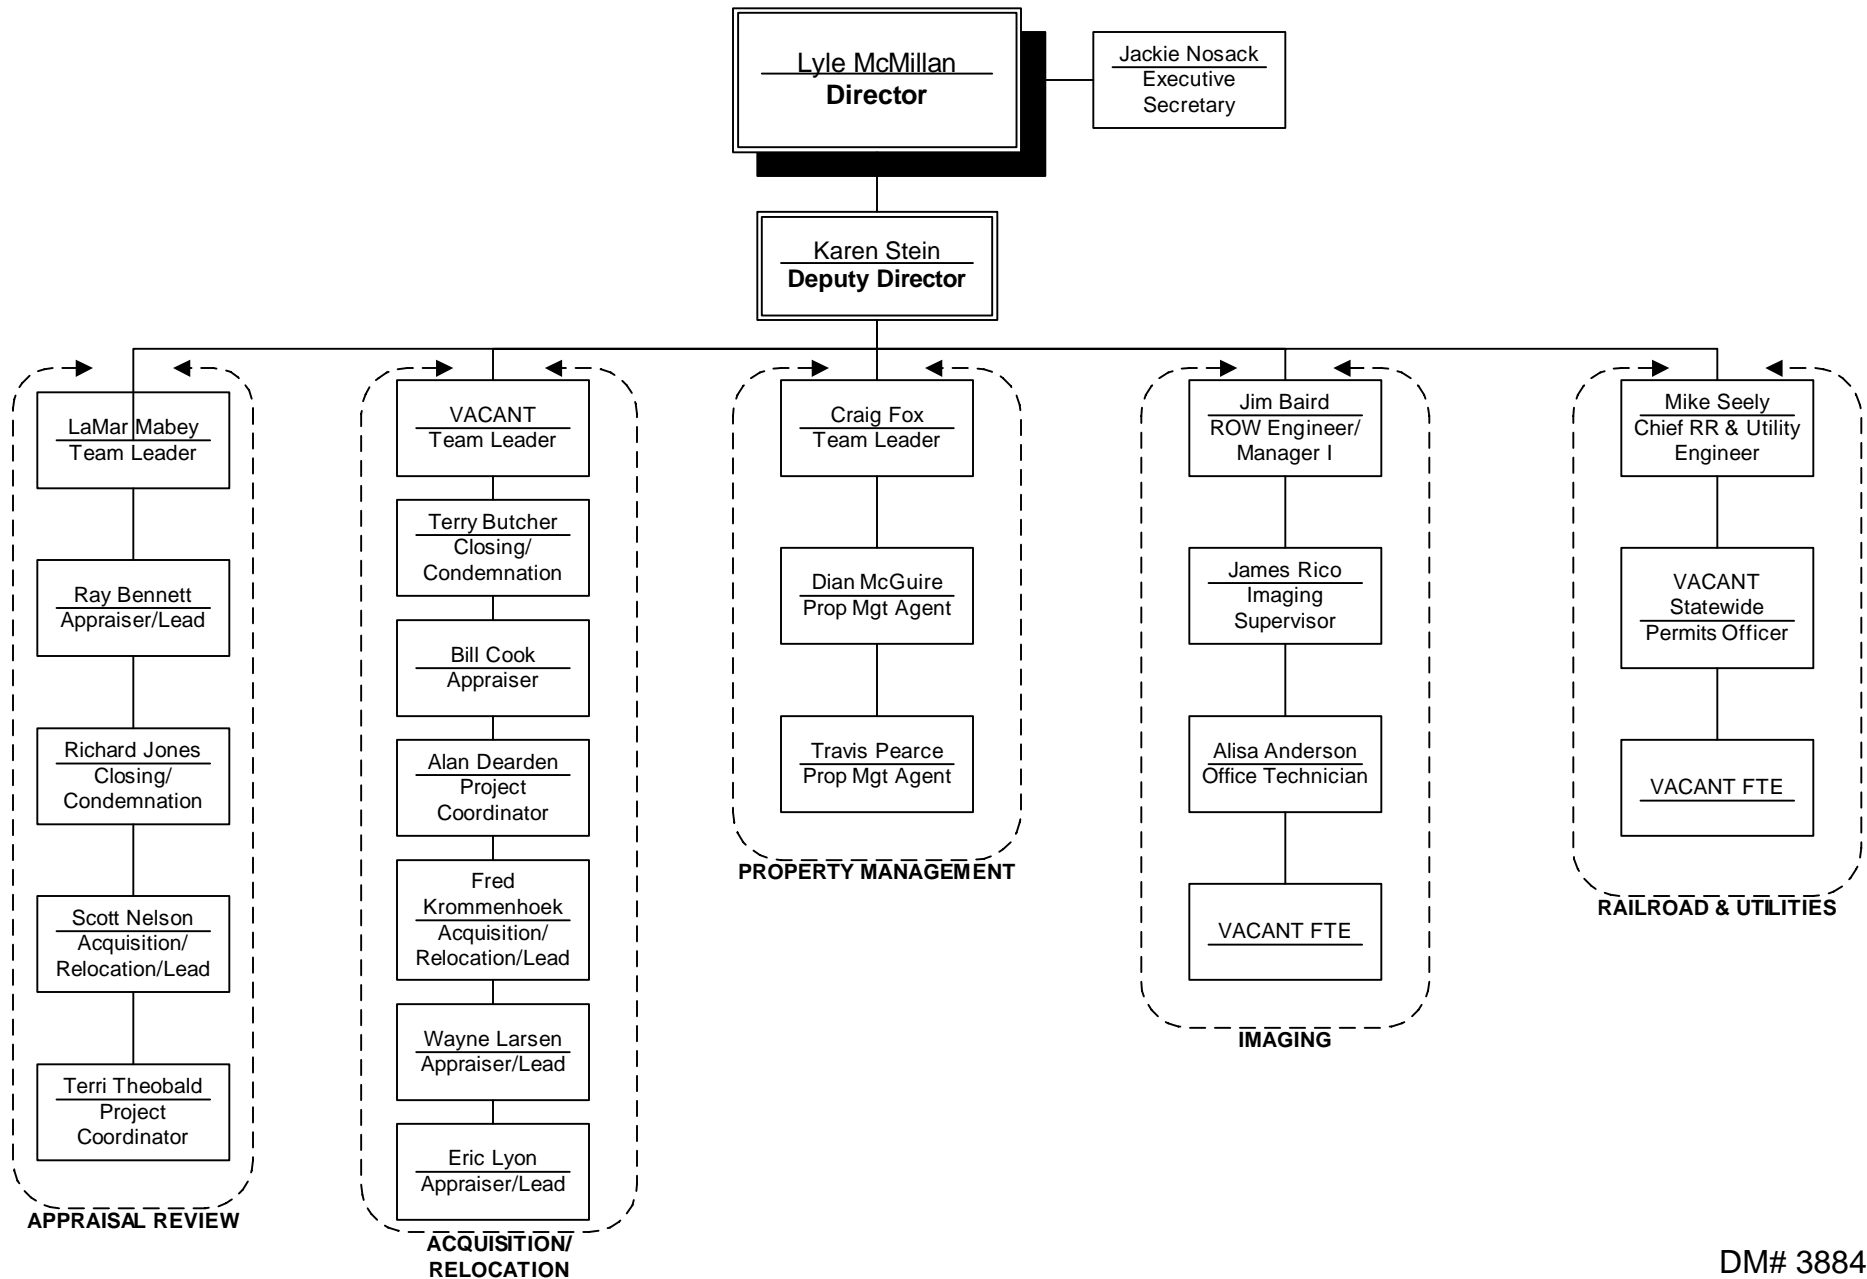 Lyle McMillan
Director
Jackie Nosack
Executive
Secretary
Karen Stein
Deputy Director
LaMar Mabey
Team Leader
Ray Bennett
Appraiser/Lead
Richard Jones
Closing/
Condemnation
Scott Nelson
Acquisition/
Relocation/Lead
Terri Theobald
Project
Coordinator
APPRAISAL REVIEW
VACANT
Team Leader
Terry Butcher
Closing/
Condemnation
Bill Cook
Appraiser
Alan Dearden
Project
Coordinator
Fred
Krommenhoek
Acquisition/
Relocation/Lead
Wayne Larsen
Appraiser/Lead
Eric Lyon
Appraiser/Lead
ACQUISITION/
RELOCATION
Craig Fox
Team Leader
Dian McGuire
Prop Mgt Agent
Travis Pearce
Prop Mgt Agent
PROPERTY MANAGEMENT
Jim Baird
ROW Engineer/
Manager I
James Rico
Imaging
Supervisor
Alisa Anderson
Office Technician
VACANT FTE
IMAGING
Mike Seely
Chief RR & Utility
Engineer
VACANT
Statewide
Permits Officer
VACANT FTE
RAILROAD & UTILITIES
DM# 3884